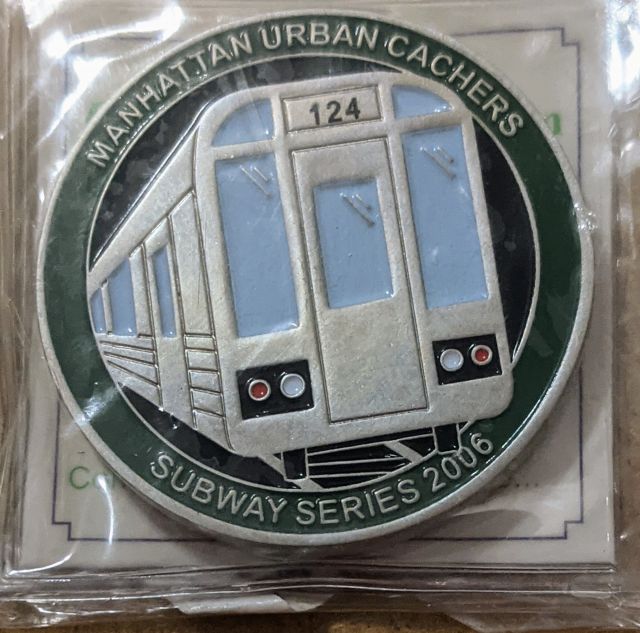 MANHATTAN URBAN CACHERS
124
SUBWAY SERIES 2006